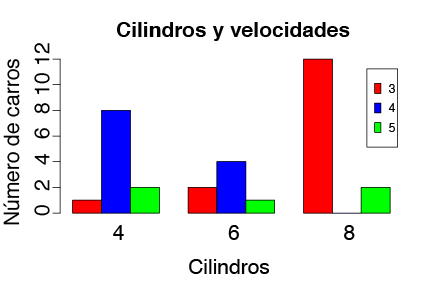 Cilindros y velocidades
Número de carros
0 2 4 6 8 10 12
3
4
5
4 6 8
Cilindros